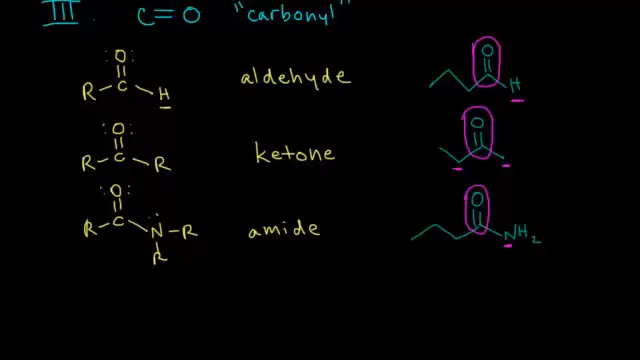 III. C=O "carbonyl"
:O:
R C H aldehyde O H
:O:
R C R ketone O
:O:
R C N R amide O NH2
R